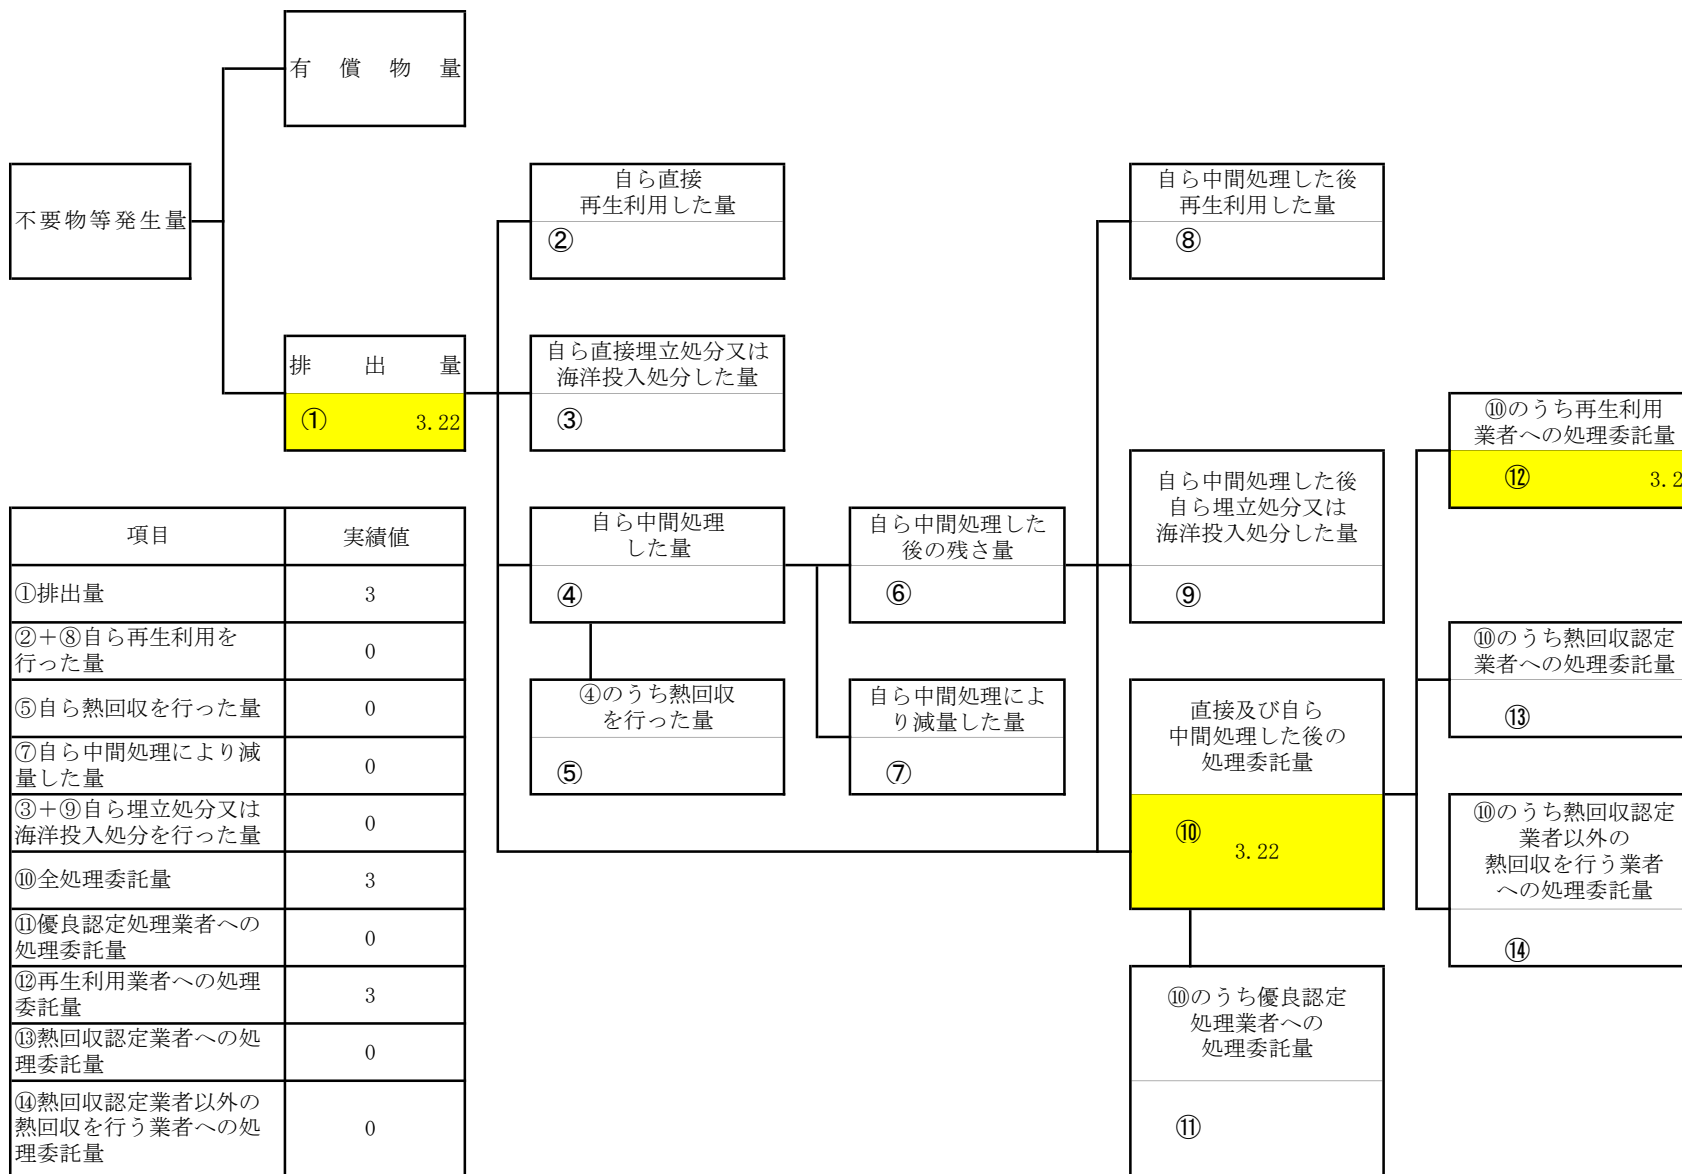 有償物量
不要物等発生量
自ら直接
再生利用した量
②
自ら中間処理した後
再生利用した量
⑧
排出量
① 3.22
自ら直接埋立処分又は
海洋投入処分した量
③
⑩のうち再生利用
業者への処理委託量
⑫ 3.2
自ら中間処理
した量
④
自ら中間処理した
後の残さ量
⑥
自ら中間処理した後
自ら埋立処分又は
海洋投入処分した量
⑨
④のうち熱回収
を行った量
⑤
自ら中間処理によ
り減量した量
⑦
直接及び自ら
中間処理した後の
処理委託量
⑩
3.22
⑩のうち熱回収認定
業者への処理委託量
⑬
⑩のうち熱回収認定
業者以外の
熱回収を行う業者
への処理委託量
⑭
⑩のうち優良認定
処理業者への
処理委託量
⑪
項目 実績値
①排出量 3
②+⑧自ら再生利用を
行った量 0
⑤自ら熱回収を行った量 0
⑦自ら中間処理により減
量した量 0
③+⑨自ら埋立処分又は
海洋投入処分を行った量 0
⑩全処理委託量 3
⑪優良認定処理業者への
処理委託量 0
⑫再生利用業者への処理
委託量 3
⑬熱回収認定業者への処
理委託量 0
⑭熱回収認定業者以外の
熱回収を行う業者への処
理委託量 0